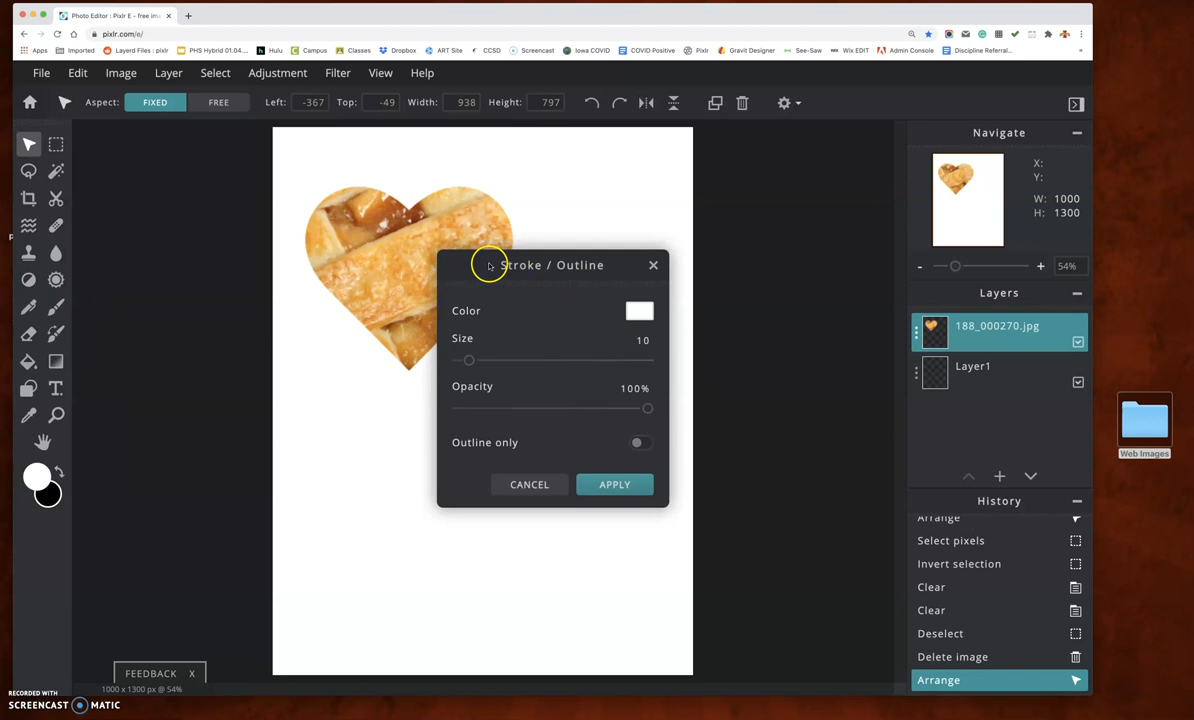 Photo Editor : Pixlr E - free ima
pixlr.com/e/
Apps Imported Layerd Files : pixlr PHS Hybrid 01.04.... Hulu Campus Classes Dropbox ART Site CCSD Screencast Iowa COVID COVID Positive Pixlr Gravit Designer See-Saw Wix EDIT Admin Console Discipline Referral... »
File Edit Image Layer Select Adjustment Filter View Help
Aspect: FIXED FREE Left: -367 Top: -49 Width: 938 Height: 797
Navigate
X:
Y:
W: 1000
H: 1300
54%
Layers
188_000270.jpg
Layer1
Stroke / Outline
Color
Size 10
Opacity 100%
Outline only
CANCEL APPLY
History
Arrange
Select pixels
Invert selection
Clear
Clear
Deselect
Delete image
Arrange
Web Images
FEEDBACK X
1000 x 1300 px @ 54%
RECORDED WITH
SCREENCAST MATIC